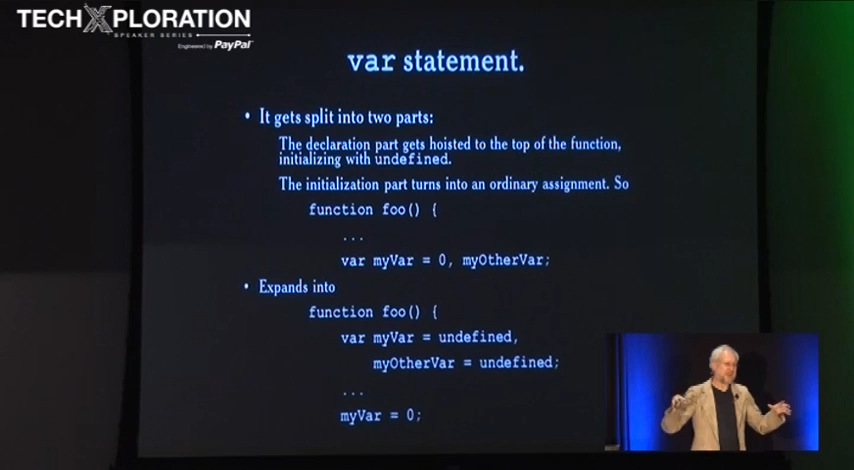 TECHXPLORATION
SPEAKER SERIES
Engineered by PayPal
var statement.
• It gets split into two parts:
The declaration part gets hoisted to the top of the function,
initializing with undefined.
The initialization part turns into an ordinary assignment. So
function foo() {
...
var myVar = 0, myOtherVar;
• Expands into
function foo() {
var myVar = undefined,
myOtherVar = undefined;
...
myVar = 0;